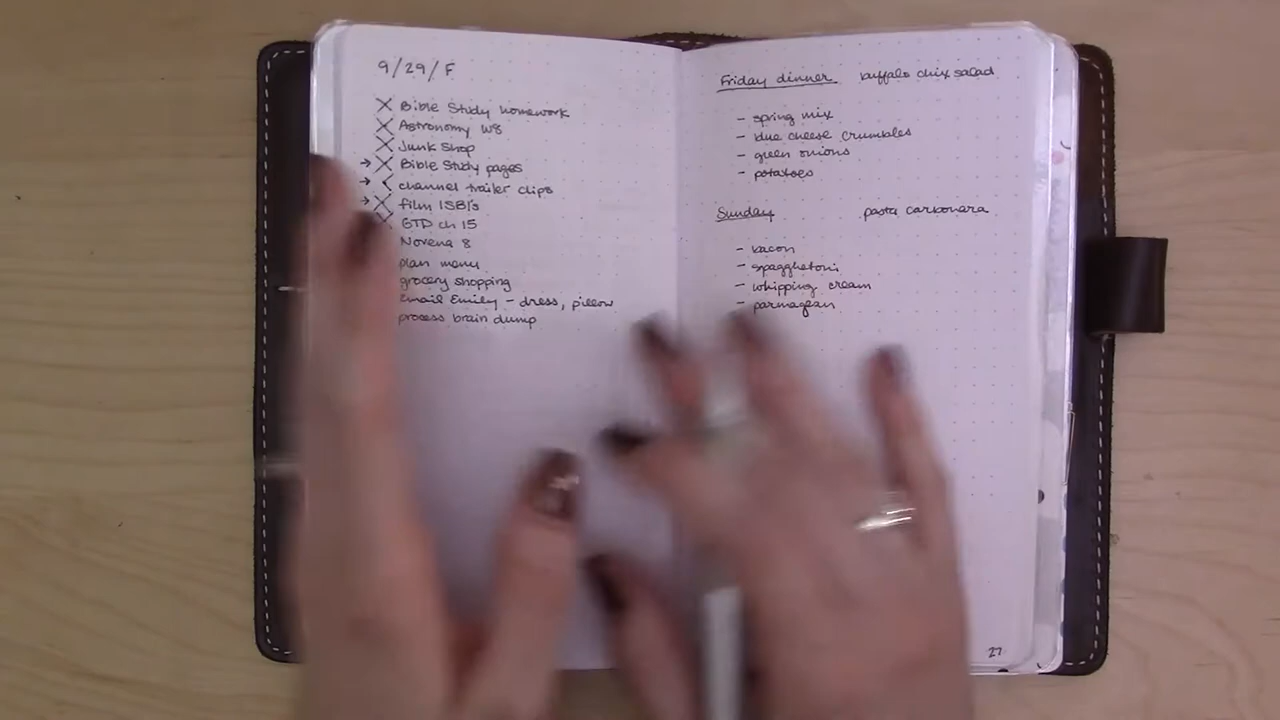 9/29/F
X Bible Study homework
X Astronomy W8
X Junk Shop
→ X Bible Study pages
→ < channel trailer clips
→ X film ISBI's
X GTD ch 15
Novena 8
plan menu
grocery shopping
email Emily - dress, pillow
process brain dump
Friday dinner buffalo chix salad
- spring mix
- blue cheese crumbles
- green onions
- potatoes
Sunday pasta carbonara
- bacon
- spagghetoni
- whipping cream
- parmagean
27